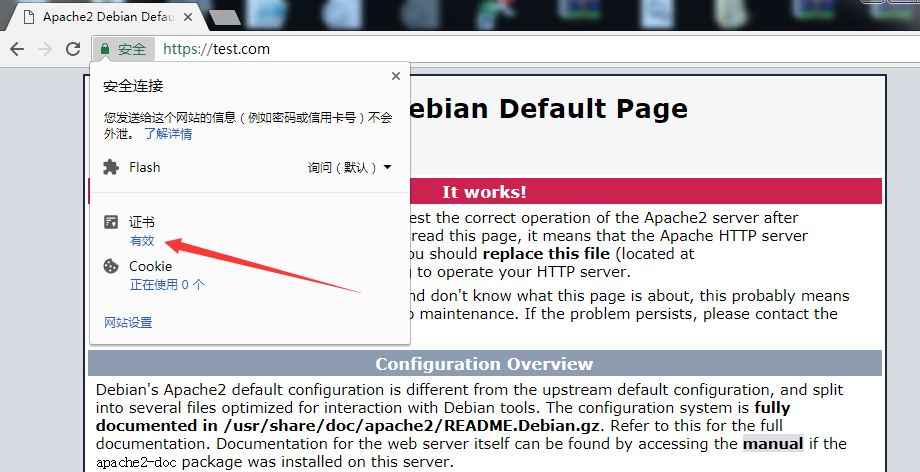 Apache2 Debian Defau
安全
https://test.com
安全连接
您发送给这个网站的信息（例如密码或信用卡号）不会
外泄。 了解详情
Flash 询问（默认）
证书
有效
Cookie
正在使用 0 个
网站设置
ebian Default Page
It works!
est the correct operation of the Apache2 server after
read this page, it means that the Apache HTTP server
ou should replace this file (located at
g to operate your HTTP server.
nd don't know what this page is about, this probably means
o maintenance. If the problem persists, please contact the
Configuration Overview
Debian's Apache2 default configuration is different from the upstream default configuration, and split
into several files optimized for interaction with Debian tools. The configuration system is fully
documented in /usr/share/doc/apache2/README.Debian.gz. Refer to this for the full
documentation. Documentation for the web server itself can be found by accessing the manual if the
apache2-doc package was installed on this server.